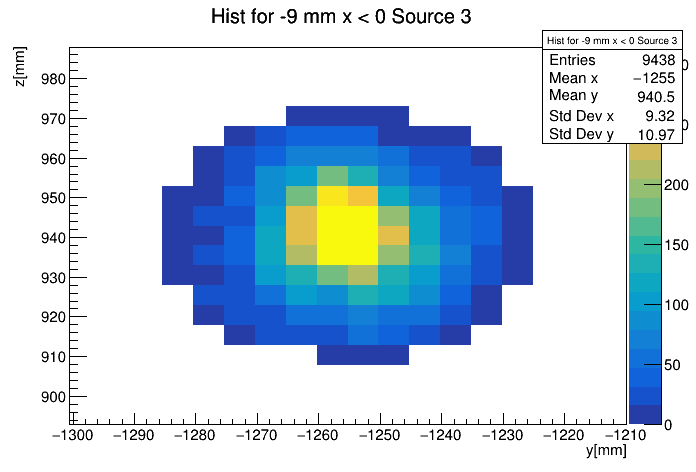 Hist for -9 mm x < 0 Source 3
Hist for -9 mm x < 0 Source 3
Entries 9438
Mean x −1255
Mean y 940.5
Std Dev x 9.32
Std Dev y 10.97
z[mm]
980
970
960
950
940
930
920
910
900
0
0
200
150
100
50
0
−1300 −1290 −1280 −1270 −1260 −1250 −1240 −1230 −1220 −1210
y[mm]